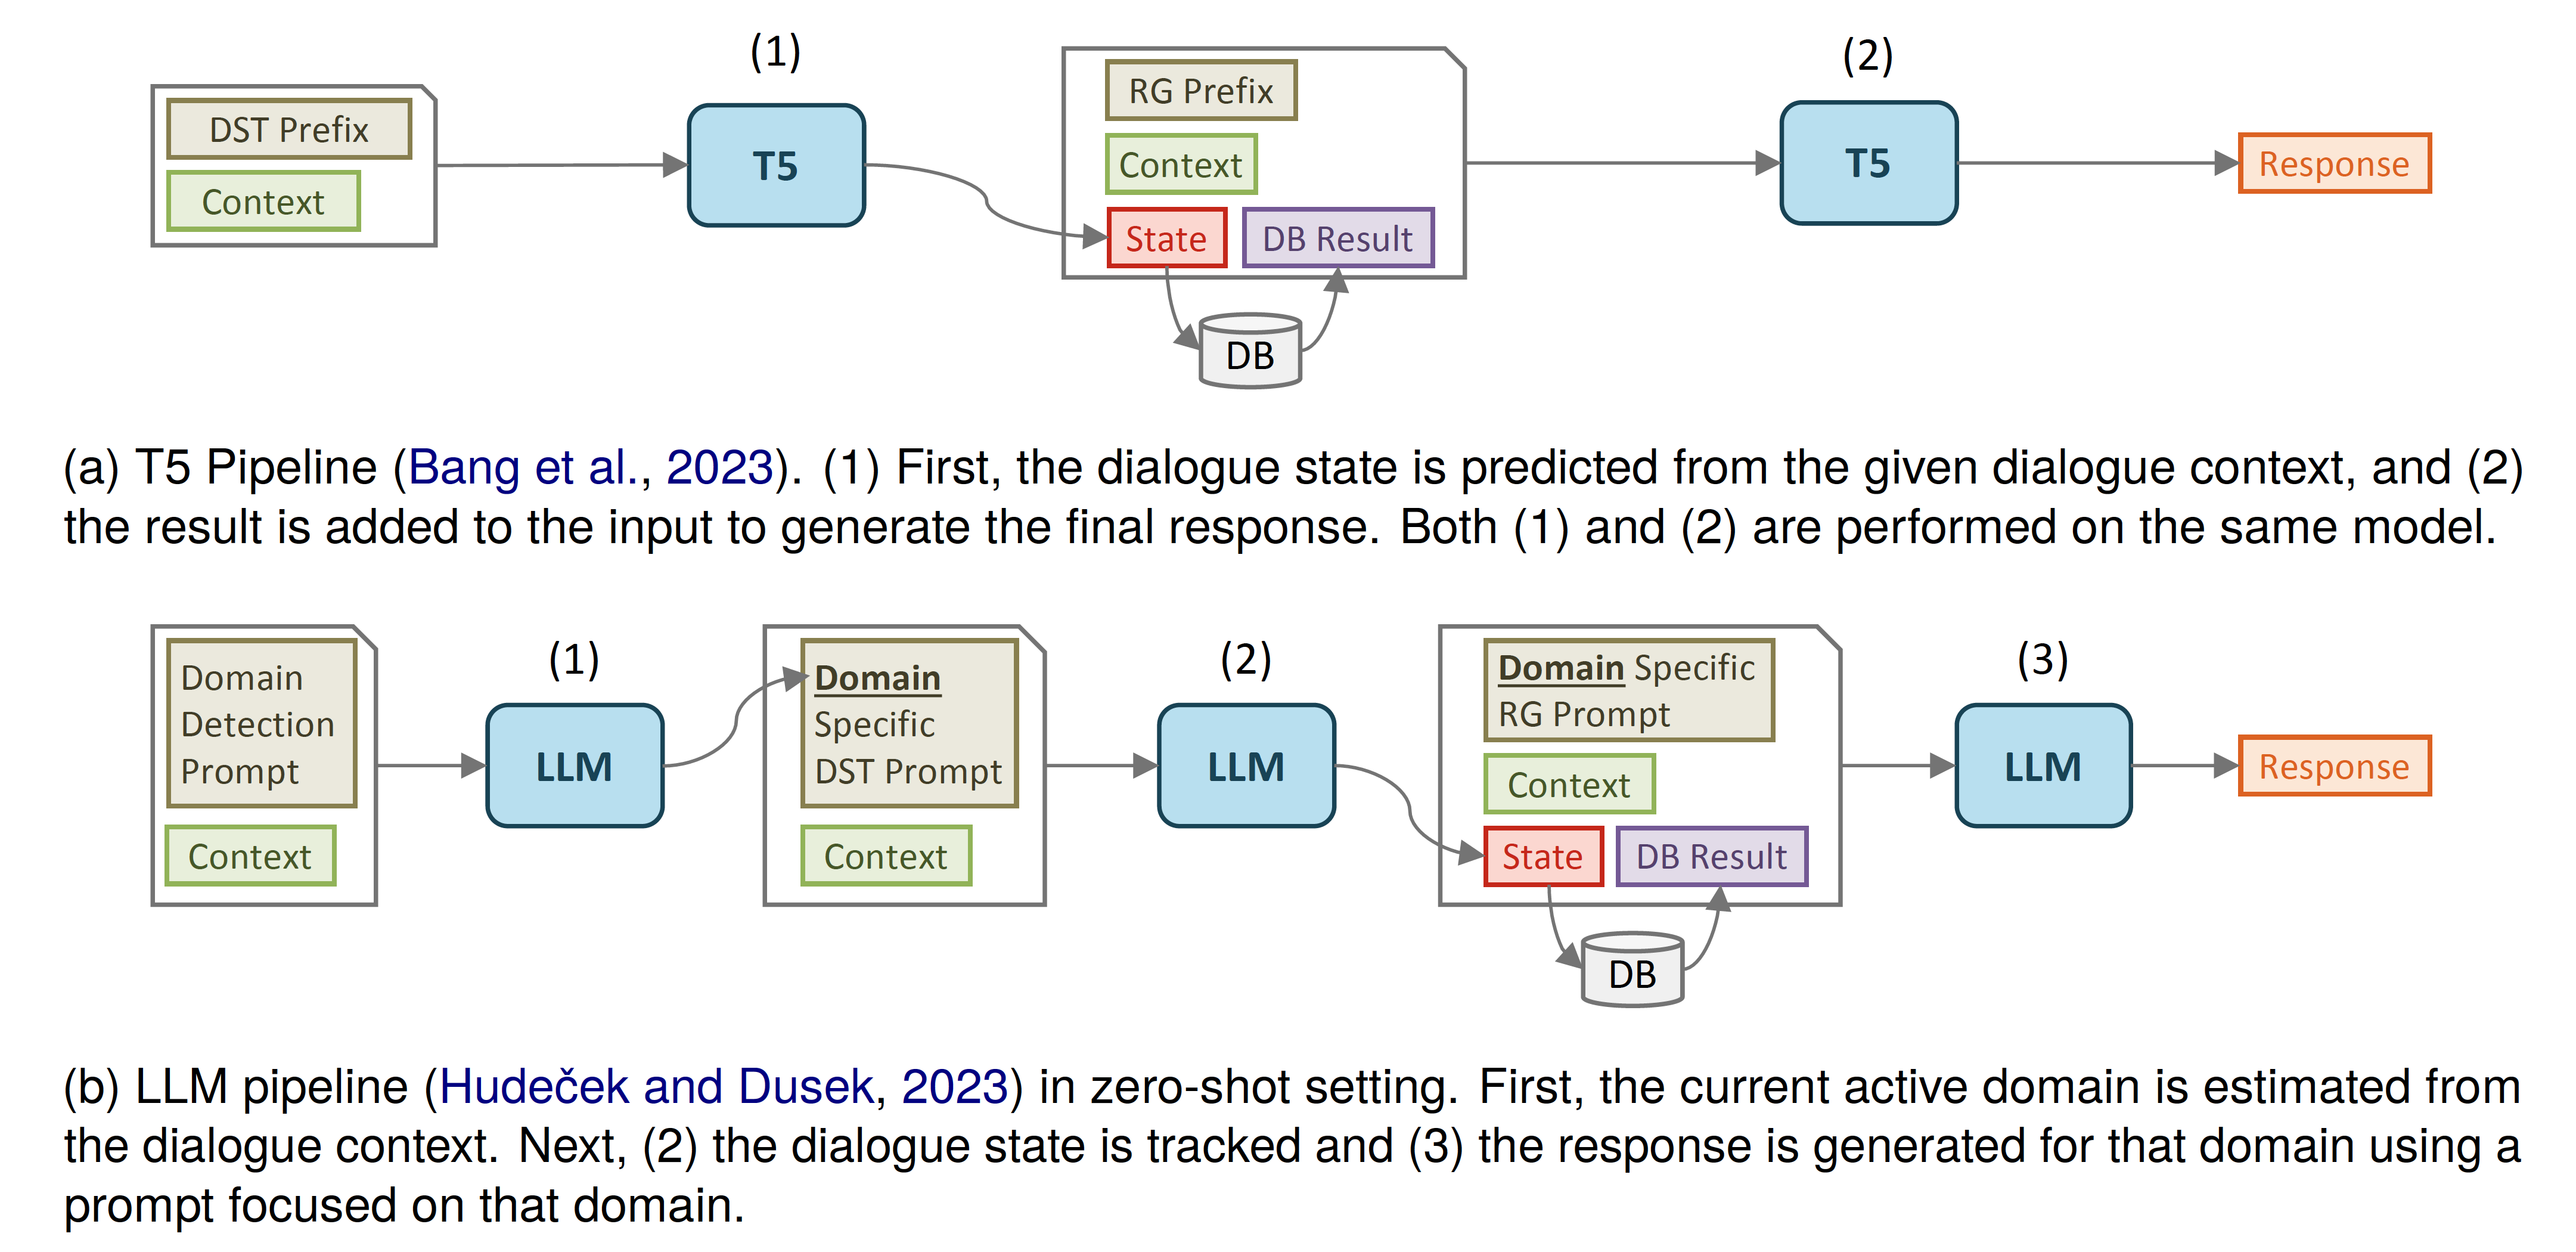 (1)
(2)
DST Prefix
Context
T5
RG Prefix
Context
State
DB Result
DB
T5
Response
(a) T5 Pipeline (Bang et al., 2023). (1) First, the dialogue state is predicted from the given dialogue context, and (2)
the result is added to the input to generate the final response. Both (1) and (2) are performed on the same model.
(1)
(2)
(3)
Domain
Detection
Prompt
Context
LLM
Domain
Specific
DST Prompt
Context
LLM
Domain Specific
RG Prompt
Context
State
DB Result
DB
LLM
Response
(b) LLM pipeline (Hudeček and Dusek, 2023) in zero-shot setting. First, the current active domain is estimated from
the dialogue context. Next, (2) the dialogue state is tracked and (3) the response is generated for that domain using a
prompt focused on that domain.